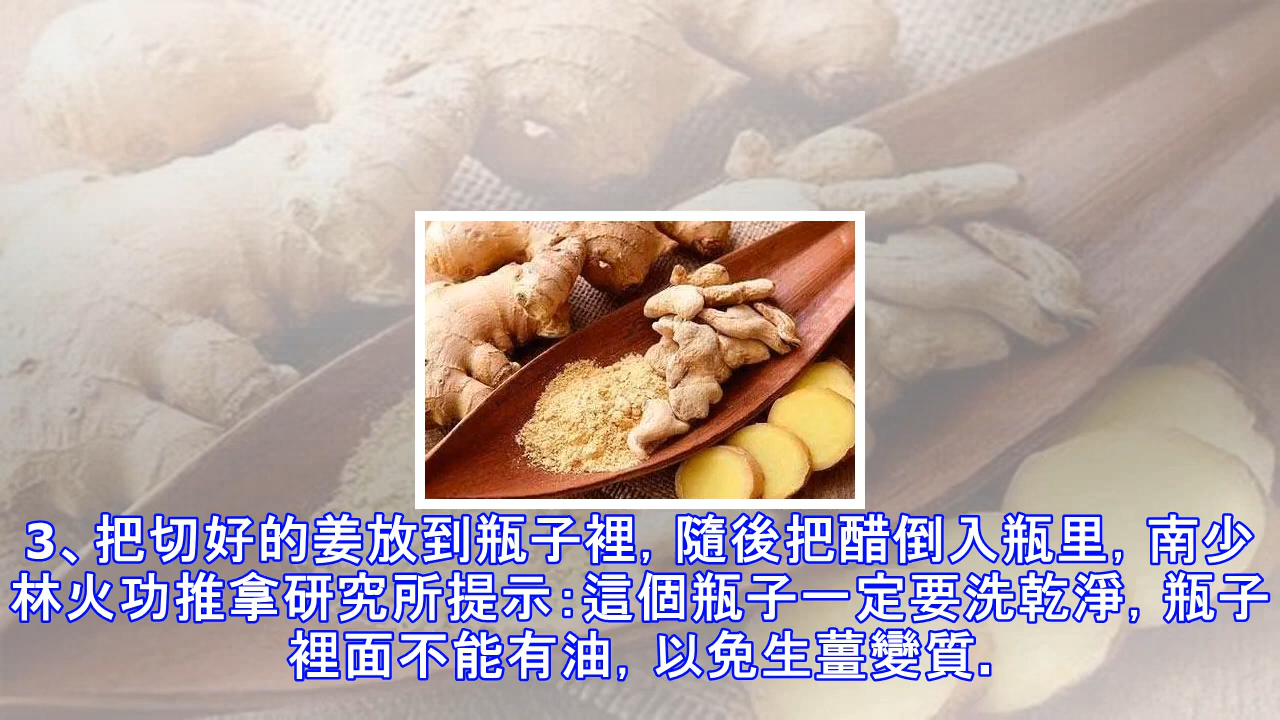 3、把切好的姜放到瓶子裡, 隨後把醋倒入瓶里, 南少
林火功推拿研究所提示:這個瓶子一定要洗乾淨, 瓶子
裡面不能有油, 以免生薑變質.